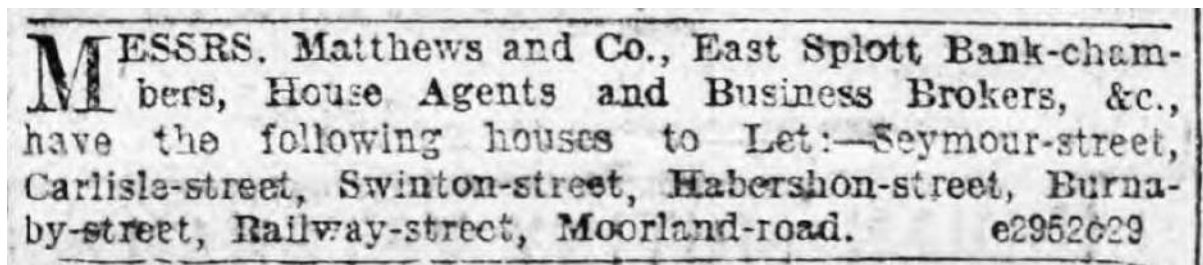 MESSRS. Matthews and Co., East Splott Bank-cham-
bers, House Agents and Business Brokers, &c.,
have the following houses to Let:—Seymour-street,
Carlisle-street, Swinton-street, Habershon-street, Burna-
by-street, Railway-street, Moorland-road. e2952c29